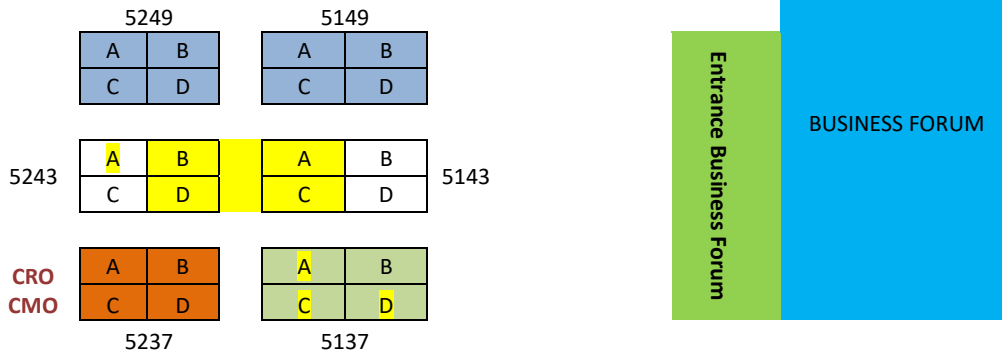 5249 5149
A B A B
C D C D
BUSINESS FORUM
Entrance Business Forum
5243 A B A B 5143
C D C D
CRO A B A B
CMO C D C D
5237 5137